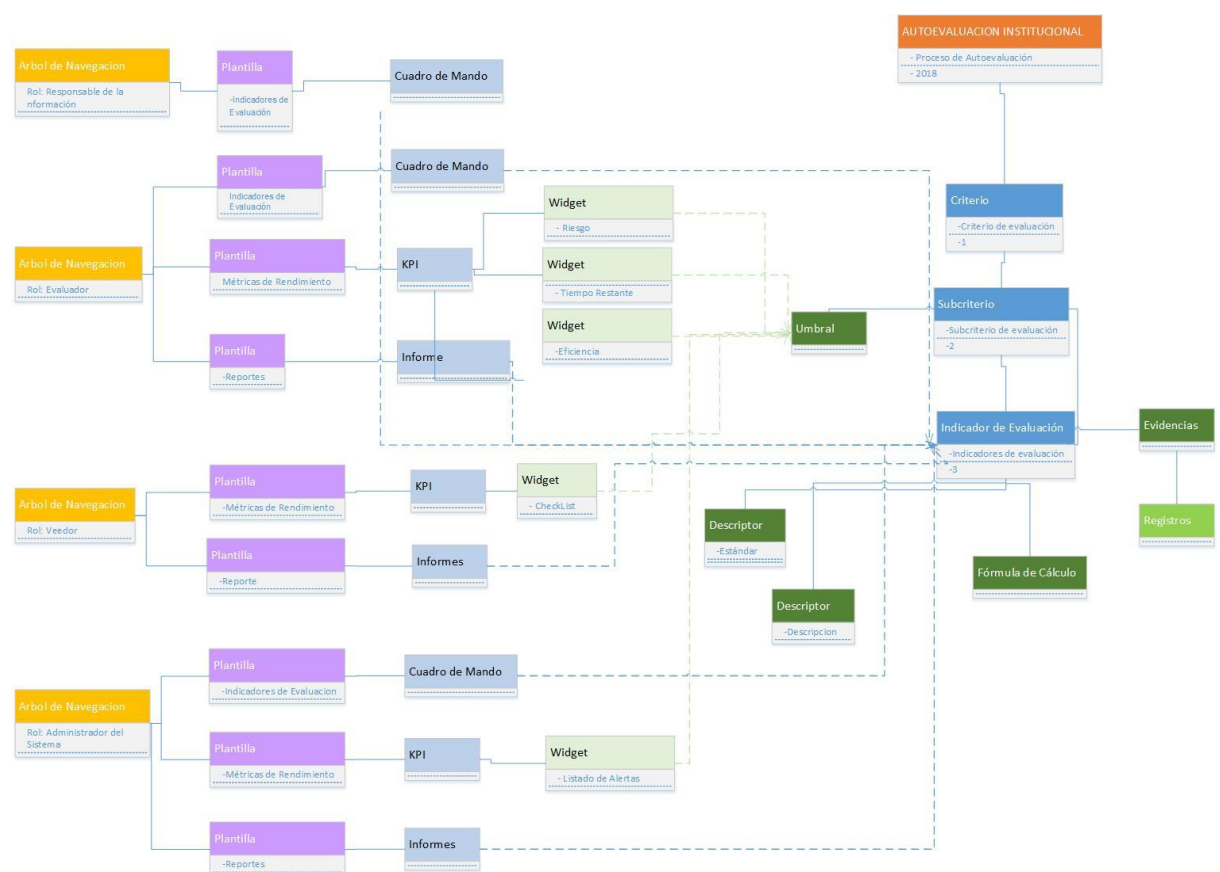 AUTOEVALUACION INSTITUCIONAL
- Proceso de Autoevaluación
- 2018
Arbol de Navegacion
Rol: Responsable de la
nformación
Plantilla
-Indicadores de
Evaluación
Cuadro de Mando
Arbol de Navegacion
Rol: Evaluador
Plantilla
Indicadores de
Evaluación
Cuadro de Mando
Plantilla
Métricas de Rendimiento
KPI
Widget
- Riesgo
Widget
- Tiempo Restante
Widget
-Eficiencia
Plantilla
-Reportes
Informe
Umbral
Criterio
-Criterio de evaluación
-1
Subcriterio
-Subcriterio de evaluación
-2
Indicador de Evaluación
-Indicadores de evaluación
-3
Evidencias
Registros
Descriptor
-Estándar
Descriptor
-Descripcion
Fórmula de Cálculo
Arbol de Navegacion
Rol: Veedor
Plantilla
-Métricas de Rendimiento
KPI
Widget
- CheckList
Plantilla
-Reporte
Informes
Arbol de Navegacion
Rol: Administrador del
Sistema
Plantilla
-Indicadores de Evaluacion
Cuadro de Mando
Plantilla
-Métricas de Rendimiento
KPI
Widget
- Listado de Alertas
Plantilla
-Reportes
Informes